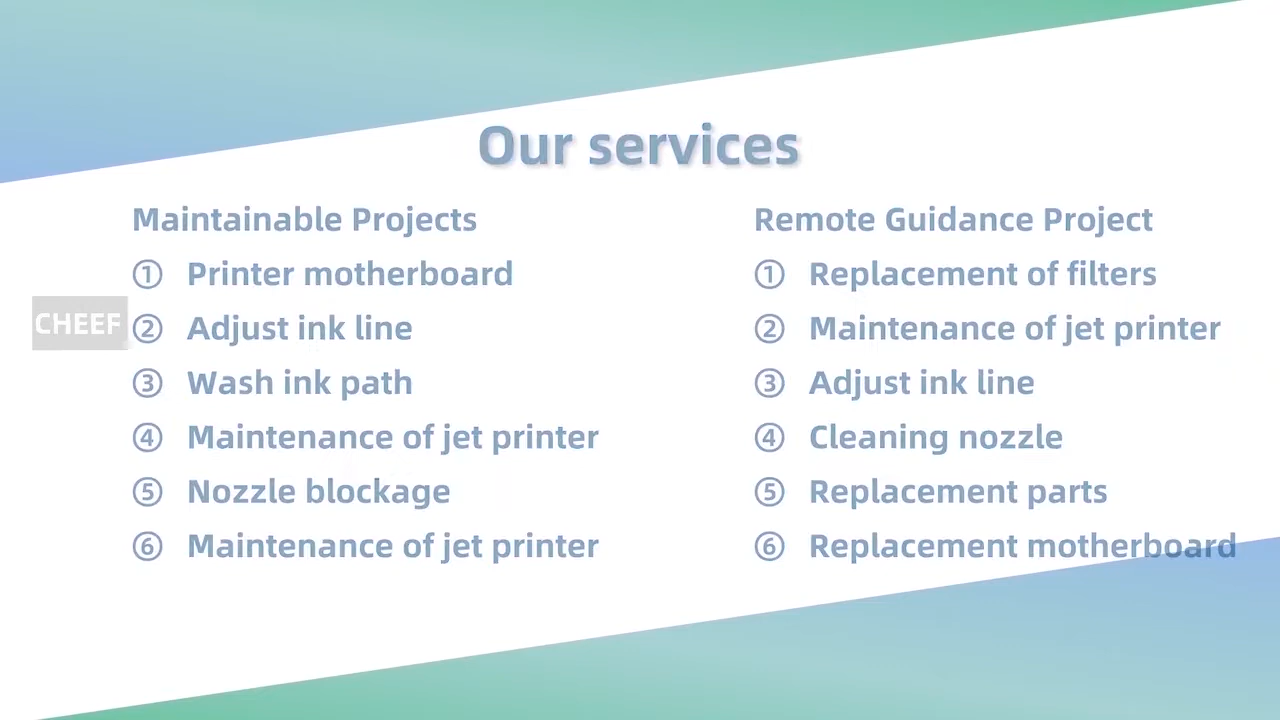 Our services
Maintainable Projects
① Printer motherboard
② Adjust ink line
③ Wash ink path
④ Maintenance of jet printer
⑤ Nozzle blockage
⑥ Maintenance of jet printer
Remote Guidance Project
① Replacement of filters
② Maintenance of jet printer
③ Adjust ink line
④ Cleaning nozzle
⑤ Replacement parts
⑥ Replacement motherboard
CHEEF